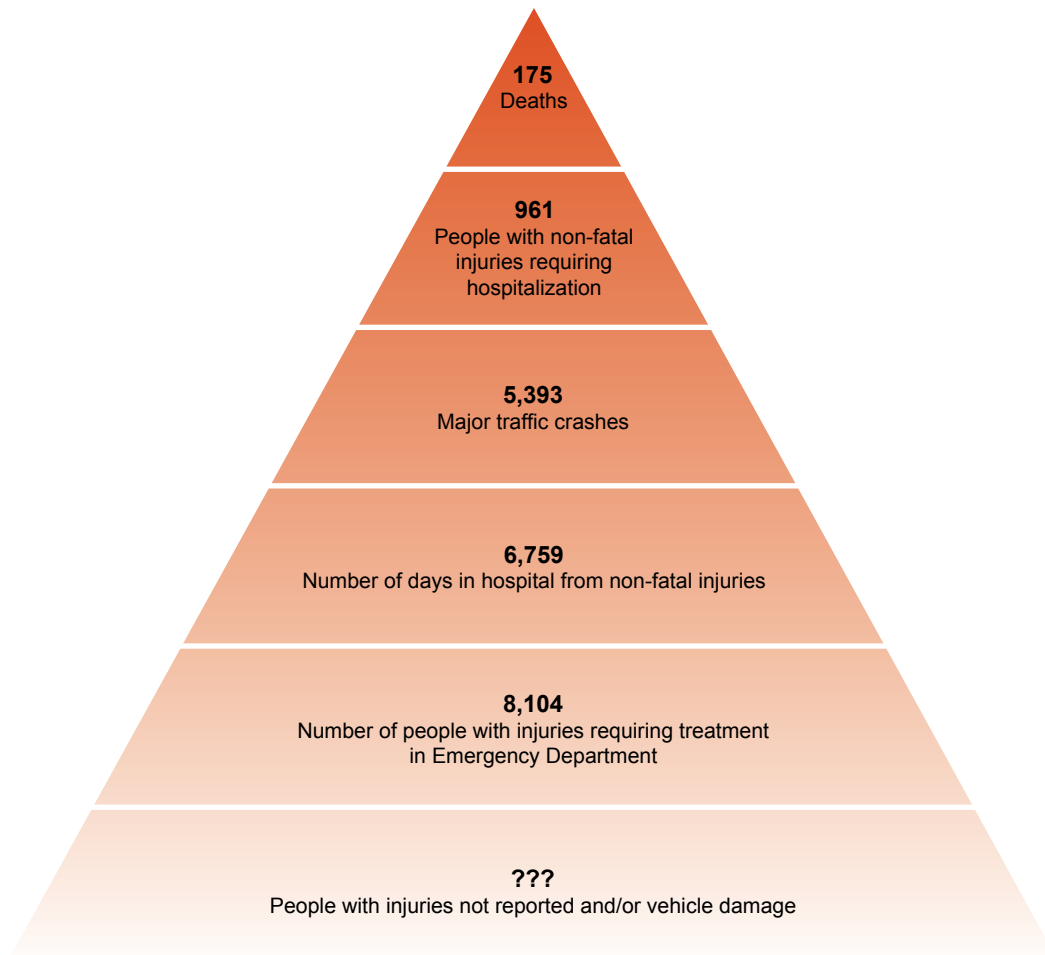 175
Deaths
961
People with non-fatal
injuries requiring
hospitalization
5,393
Major traffic crashes
6,759
Number of days in hospital from non-fatal injuries
8,104
Number of people with injuries requiring treatment
in Emergency Department
???
People with injuries not reported and/or vehicle damage